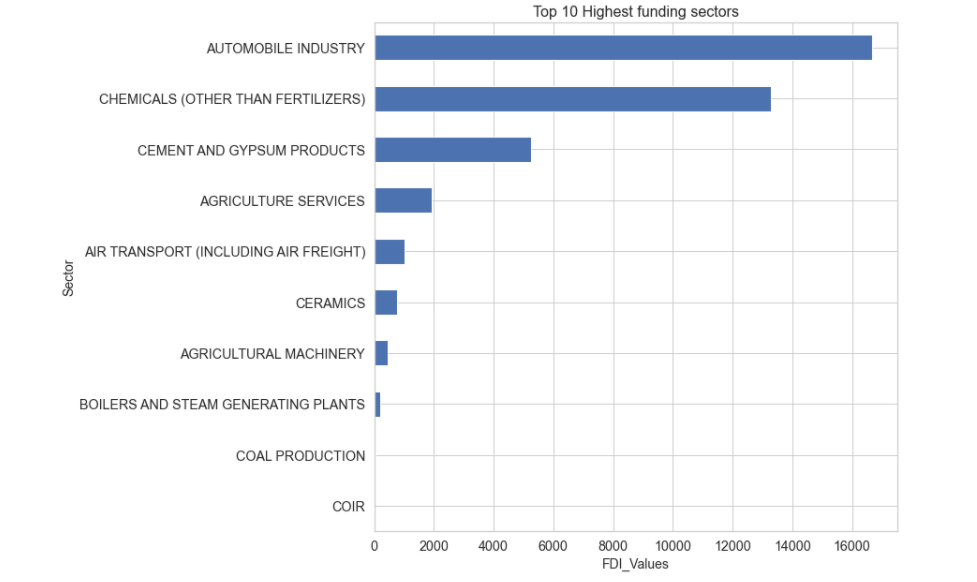 Top 10 Highest funding sectors
AUTOMOBILE INDUSTRY
CHEMICALS (OTHER THAN FERTILIZERS)
CEMENT AND GYPSUM PRODUCTS
AGRICULTURE SERVICES
AIR TRANSPORT (INCLUDING AIR FREIGHT)
CERAMICS
AGRICULTURAL MACHINERY
BOILERS AND STEAM GENERATING PLANTS
COAL PRODUCTION
COIR
Sector
0 2000 4000 6000 8000 10000 12000 14000 16000
FDI_Values